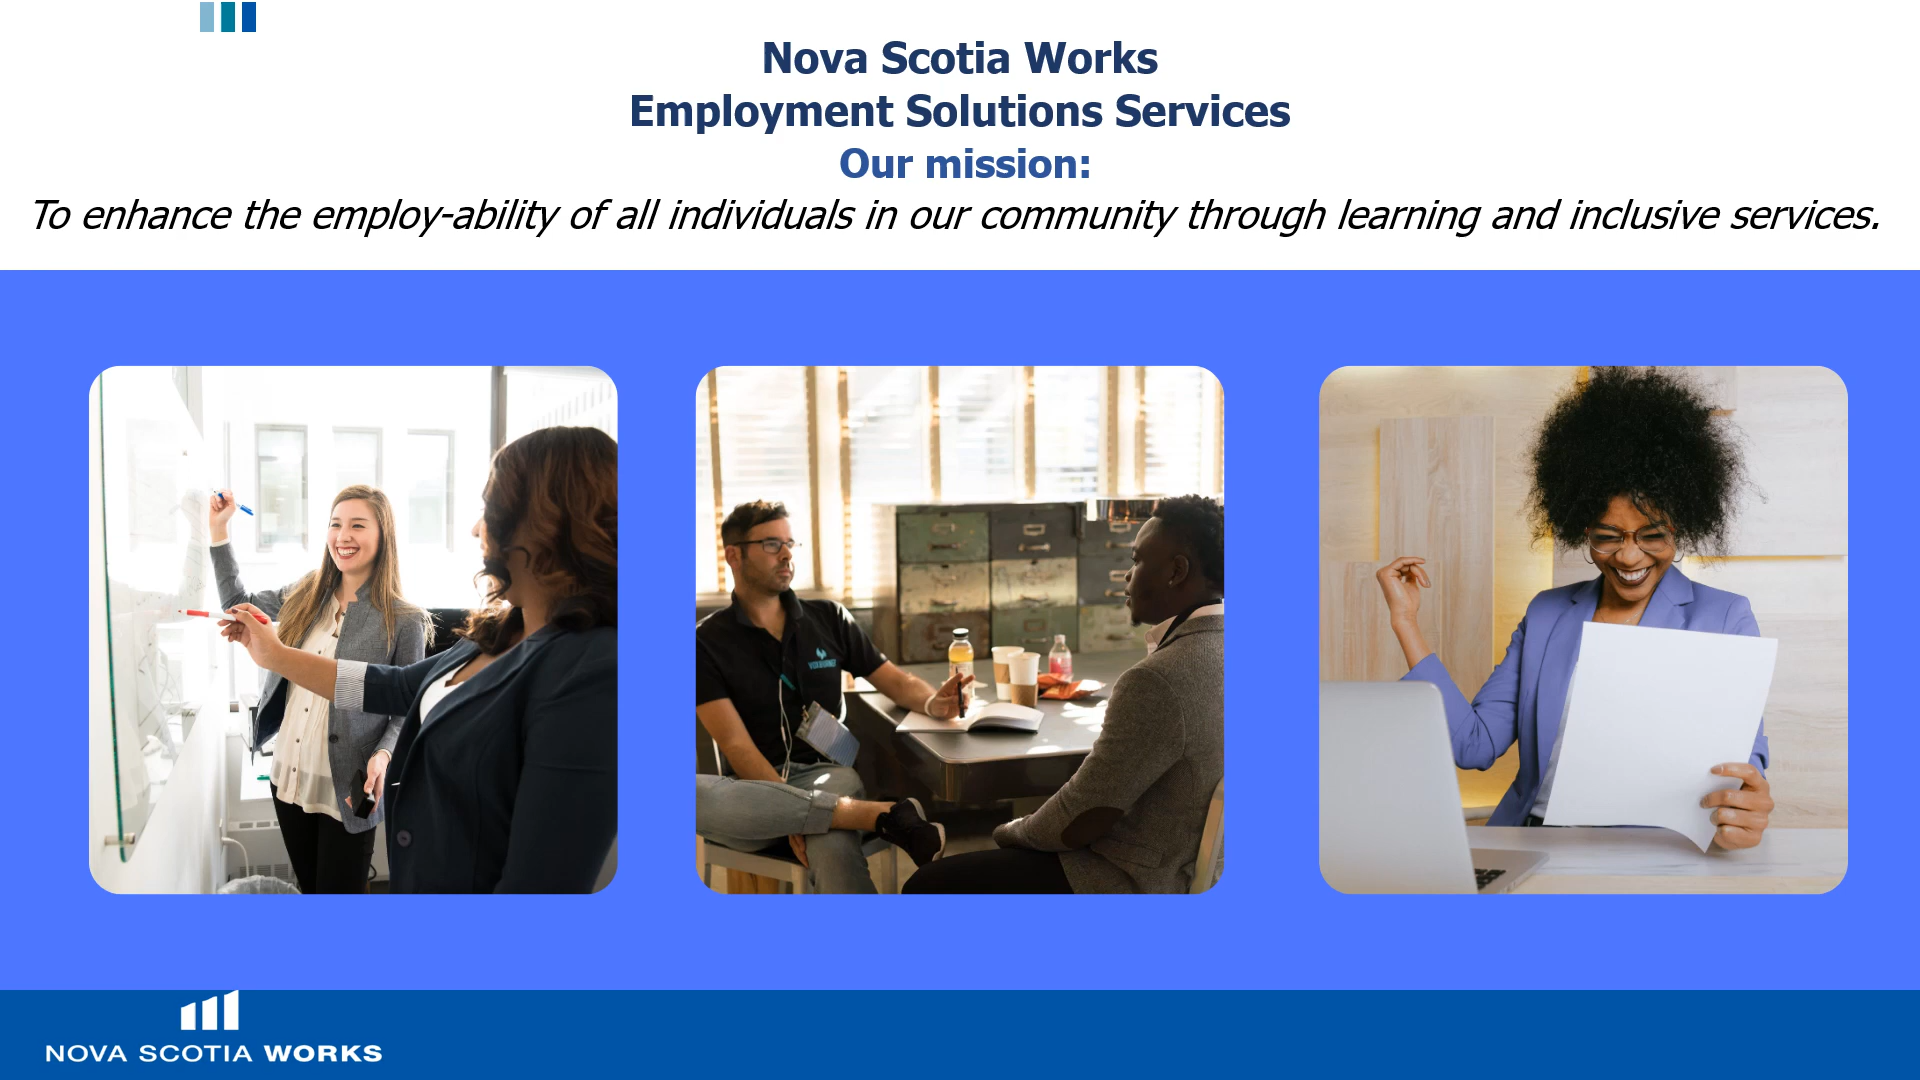 Nova Scotia Works
Employment Solutions Services
Our mission:
To enhance the employ-ability of all individuals in our community through learning and inclusive services.
NOVA SCOTIA WORKS